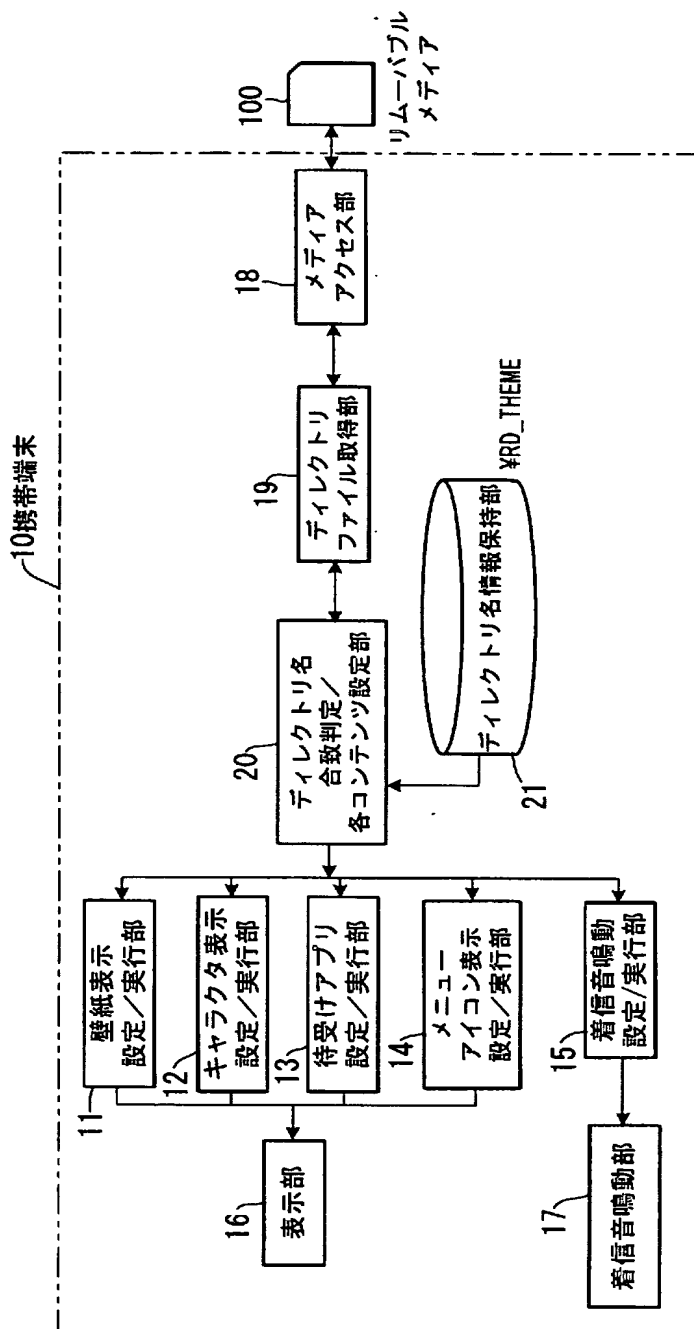 10携帯端末
11
壁紙表示
設定／実行部
12
キャラクタ表示
設定／実行部
13
待受けアプリ
設定／実行部
14
メニュー
アイコン表示
設定／実行部
15
着信音鳴動
設定/実行部
16
表示部
17
着信音鳴動部
20
ディレクトリ名
合致判定／
各コンテンツ設定部
21
ディレクトリ名情報保持部
¥RD_THEME
19
ディレクトリ
ファイル取得部
18
メディア
アクセス部
100
リムーバブル
メディア